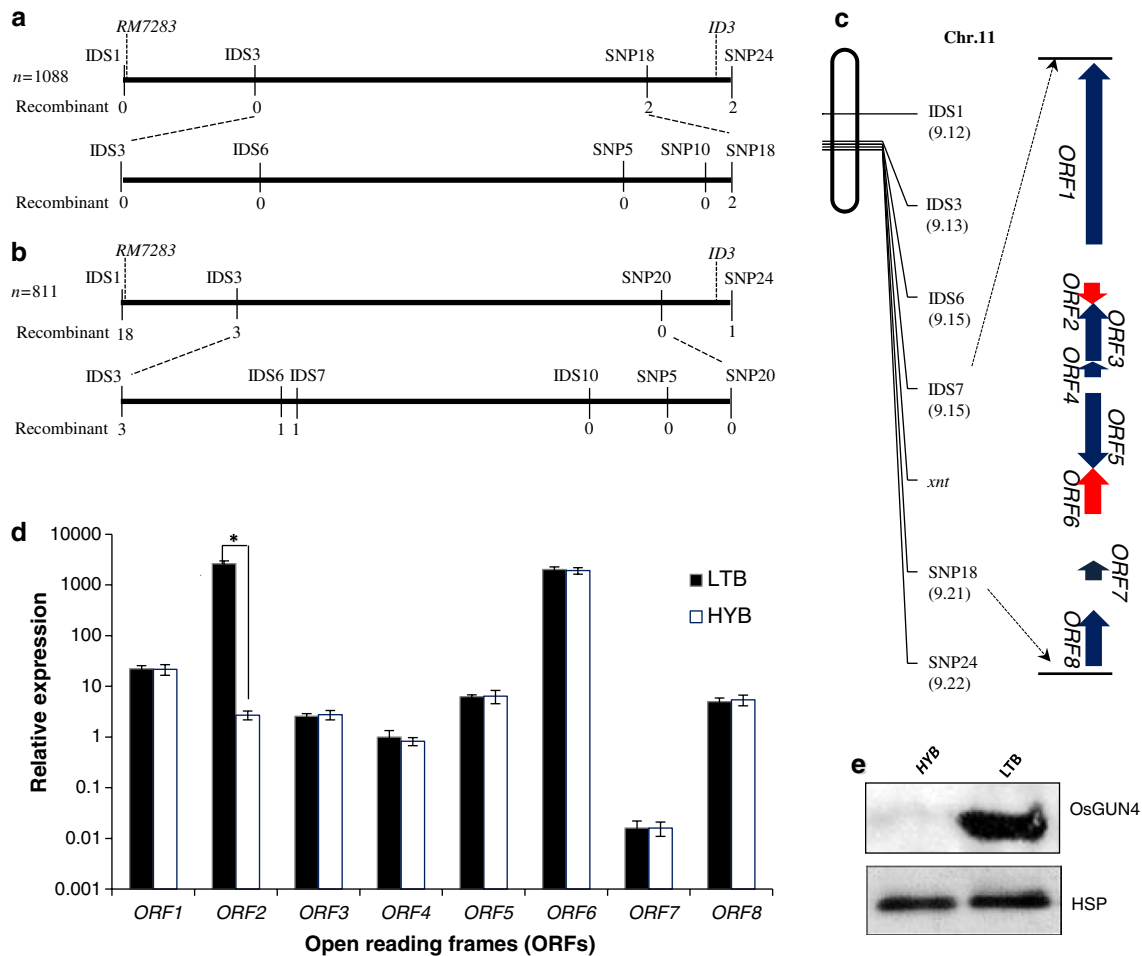 a
RM7283
ID3
IDS1
IDS3
SNP18
SNP24
n=1088
Recombinant
0
0
2
2
IDS3
IDS6
SNP5
SNP10
SNP18
Recombinant
0
0
0
0
2
b
RM7283
ID3
IDS1
IDS3
SNP20
SNP24
n=811
Recombinant
18
3
0
1
IDS3
IDS6
IDS7
IDS10
SNP5
SNP20
Recombinant
3
1
1
0
0
0
c
Chr.11
IDS1
(9.12)
IDS3
(9.13)
IDS6
(9.15)
IDS7
(9.15)
xnt
SNP18
(9.21)
SNP24
(9.22)
ORF1
ORF2
ORF3
ORF4
ORF5
ORF6
ORF7
ORF8
d
Relative expression
10000
1000
100
10
1
0.1
0.01
0.001
*
LTB
HYB
ORF1
ORF2
ORF3
ORF4
ORF5
ORF6
ORF7
ORF8
Open reading frames (ORFs)
e
HYB
LTB
OsGUN4
HSP